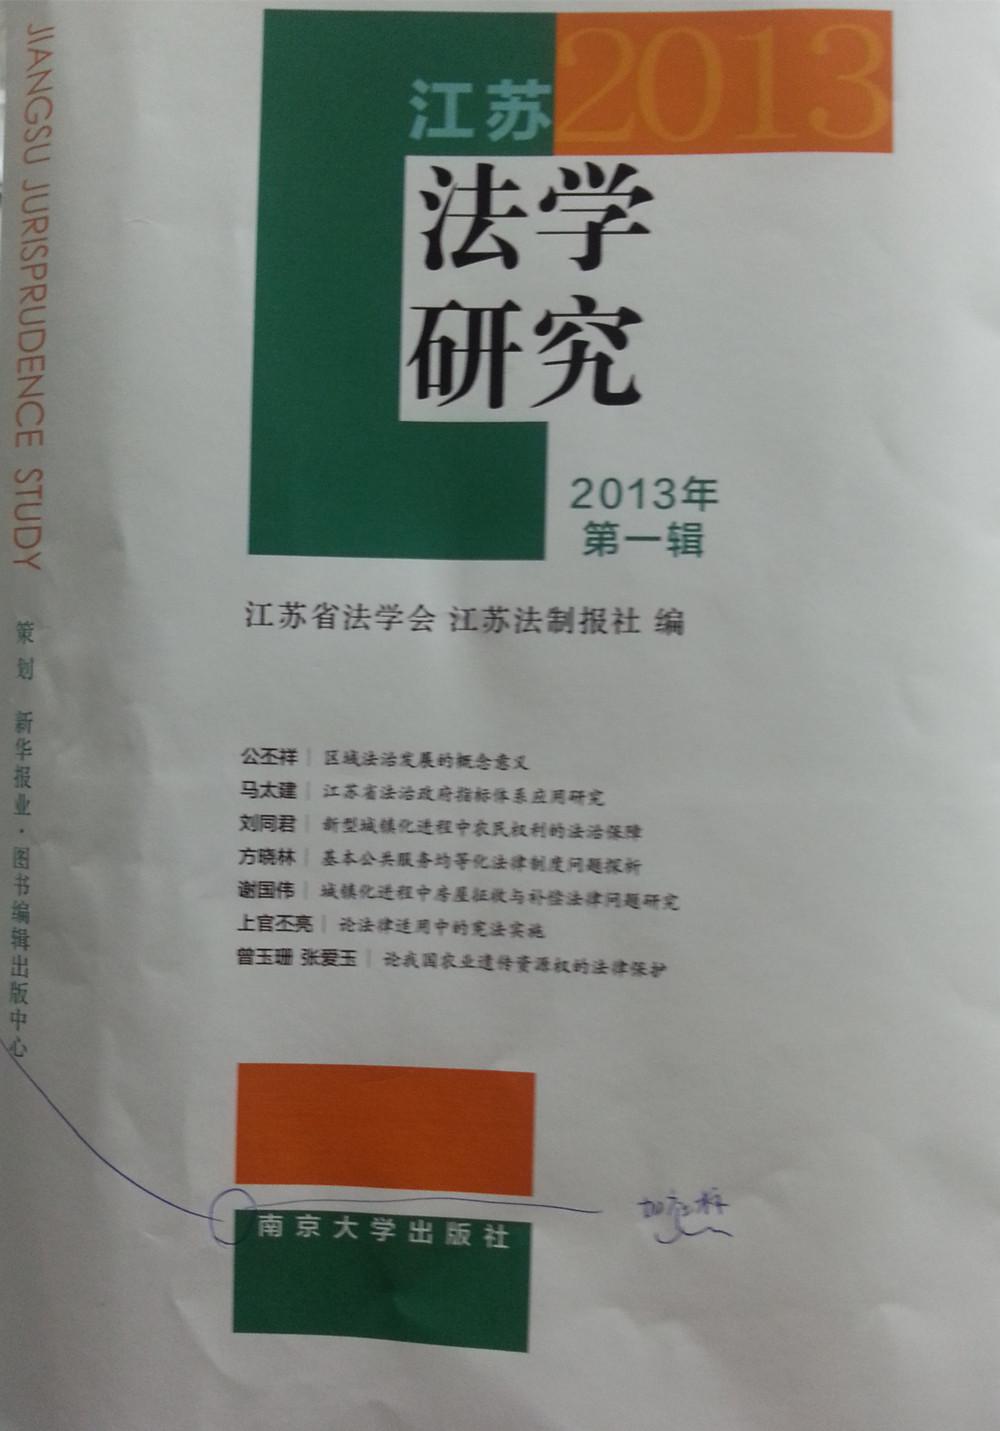 JIANGSU JURISPRUDENCE STUDY
策划 新华报业·图书编辑出版中心
2013
江苏
法学
研究
2013年
第一辑
江苏省法学会 江苏法制报社 编
公丕祥 | 区域法治发展的概念意义
马太建 | 江苏省法治政府指标体系应用研究
刘同君 | 新型城镇化进程中农民权利的法治保障
方晓林 | 基本公共服务均等化法律制度问题探析
谢国伟 | 城镇化进程中房屋征收与补偿法律问题研究
上官丕亮 | 论法律适用中的宪法实施
曾玉珊 张爱玉 | 论我国农业遗传资源权的法律保护
南京大学出版社